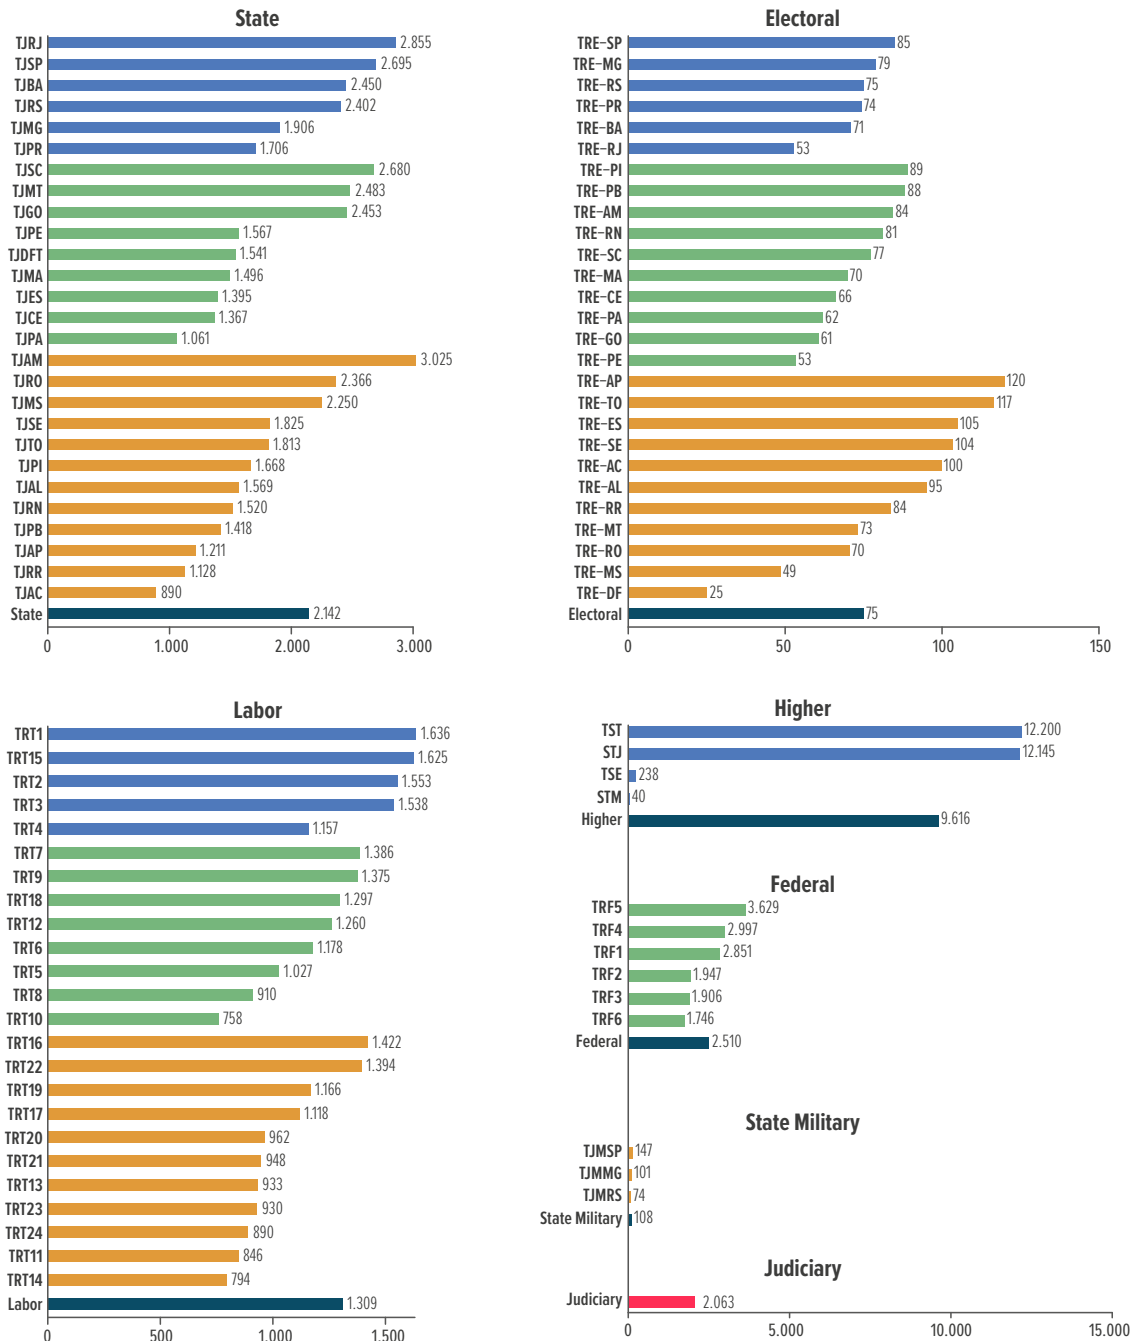 State
TJRJ 2.855
TJSP 2.695
TJBA 2.450
TJRS 2.402
TJMG 1.906
TJPR 1.706
TJSC 2.680
TJMT 2.483
TJGO 2.453
TJPE 1.567
TJDFT 1.541
TJMA 1.496
TJES 1.395
TJCE 1.367
TJPA 1.061
TJAM 3.025
TJRO 2.366
TJMS 2.250
TJSE 1.825
TJTO 1.813
TJPI 1.668
TJAL 1.569
TJRN 1.520
TJPB 1.418
TJAP 1.211
TJRR 1.128
TJAC 890
State 2.142
0 1.000 2.000 3.000
Electoral
TRE-SP 85
TRE-MG 79
TRE-RS 75
TRE-PR 74
TRE-BA 71
TRE-RJ 53
TRE-PI 89
TRE-PB 88
TRE-AM 84
TRE-RN 81
TRE-SC 77
TRE-MA 70
TRE-CE 66
TRE-PA 62
TRE-GO 61
TRE-PE 53
TRE-AP 120
TRE-TO 117
TRE-ES 105
TRE-SE 104
TRE-AC 100
TRE-AL 95
TRE-RR 84
TRE-MT 73
TRE-RO 70
TRE-MS 49
TRE-DF 25
Electoral 75
0 50 100 150
Labor
TRT1 1.636
TRT15 1.625
TRT2 1.553
TRT3 1.538
TRT4 1.157
TRT7 1.386
TRT9 1.375
TRT18 1.297
TRT12 1.260
TRT6 1.178
TRT5 1.027
TRT8 910
TRT10 758
TRT16 1.422
TRT22 1.394
TRT19 1.166
TRT17 1.118
TRT20 962
TRT21 948
TRT13 933
TRT23 930
TRT24 890
TRT11 846
TRT14 794
Labor 1.309
0 500 1.000 1.500
Higher
TST 12.200
STJ 12.145
TSE 238
STM 40
Higher 9.616
Federal
TRF5 3.629
TRF4 2.997
TRF1 2.851
TRF2 1.947
TRF3 1.906
TRF6 1.746
Federal 2.510
State Military
TJMSP 147
TJMMG 101
TJMRS 74
State Military 108
Judiciary
Judiciary 2.063
0 5.000 10.000 15.000